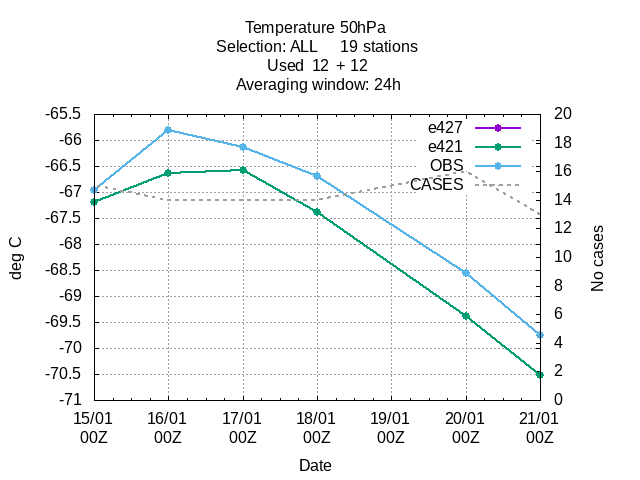 Temperature 50hPa
Selection: ALL 19 stations
Used 12 + 12
Averaging window: 24h
-65.5
-66
-66.5
-67
-67.5
-68
-68.5
-69
-69.5
-70
-70.5
-71
deg C
e427
e421
OBS
CASES
20
18
16
14
12
10
8
6
4
2
0
No cases
15/01 16/01 17/01 18/01 19/01 20/01 21/01
00Z 00Z 00Z 00Z 00Z 00Z 00Z
Date